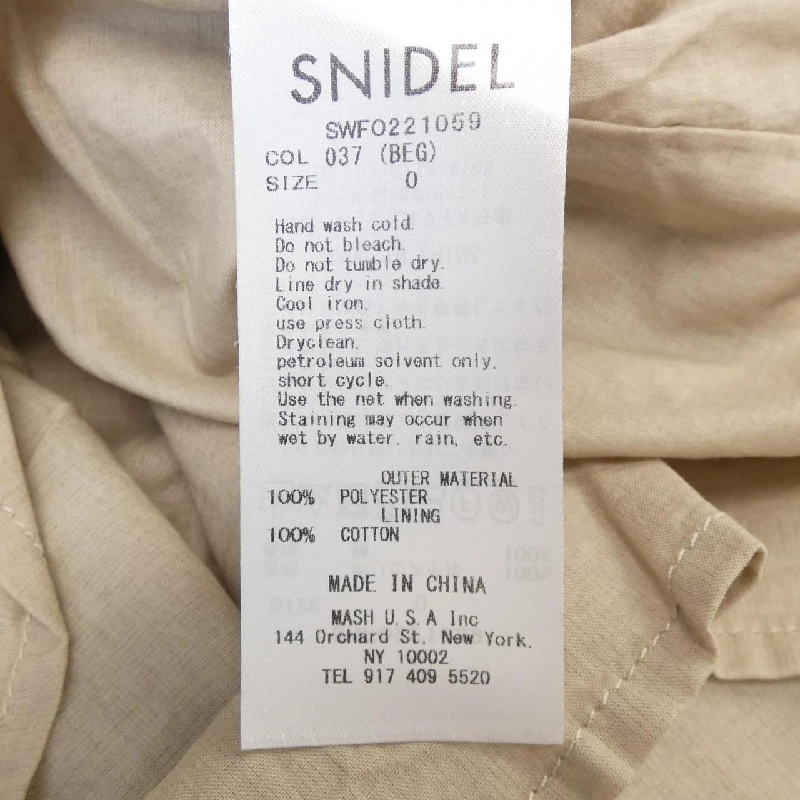 SNIDEL
SWFO221059
COL 037 (BEG)
SIZE 0
Hand wash cold.
Do not bleach.
Do not tumble dry.
Line dry in shade.
Cool iron.
use press cloth.
Dryclean.
petroleum solvent only.
short cycle.
Use the net when washing.
Staining may occur when
wet by water. rain, etc.
OUTER MATERIAL
100% POLYESTER
LINING
100% COTTON
MADE IN CHINA
MASH U.S.A Inc
144 Orchard St. New York,
NY 10002
TEL 917 409 5520